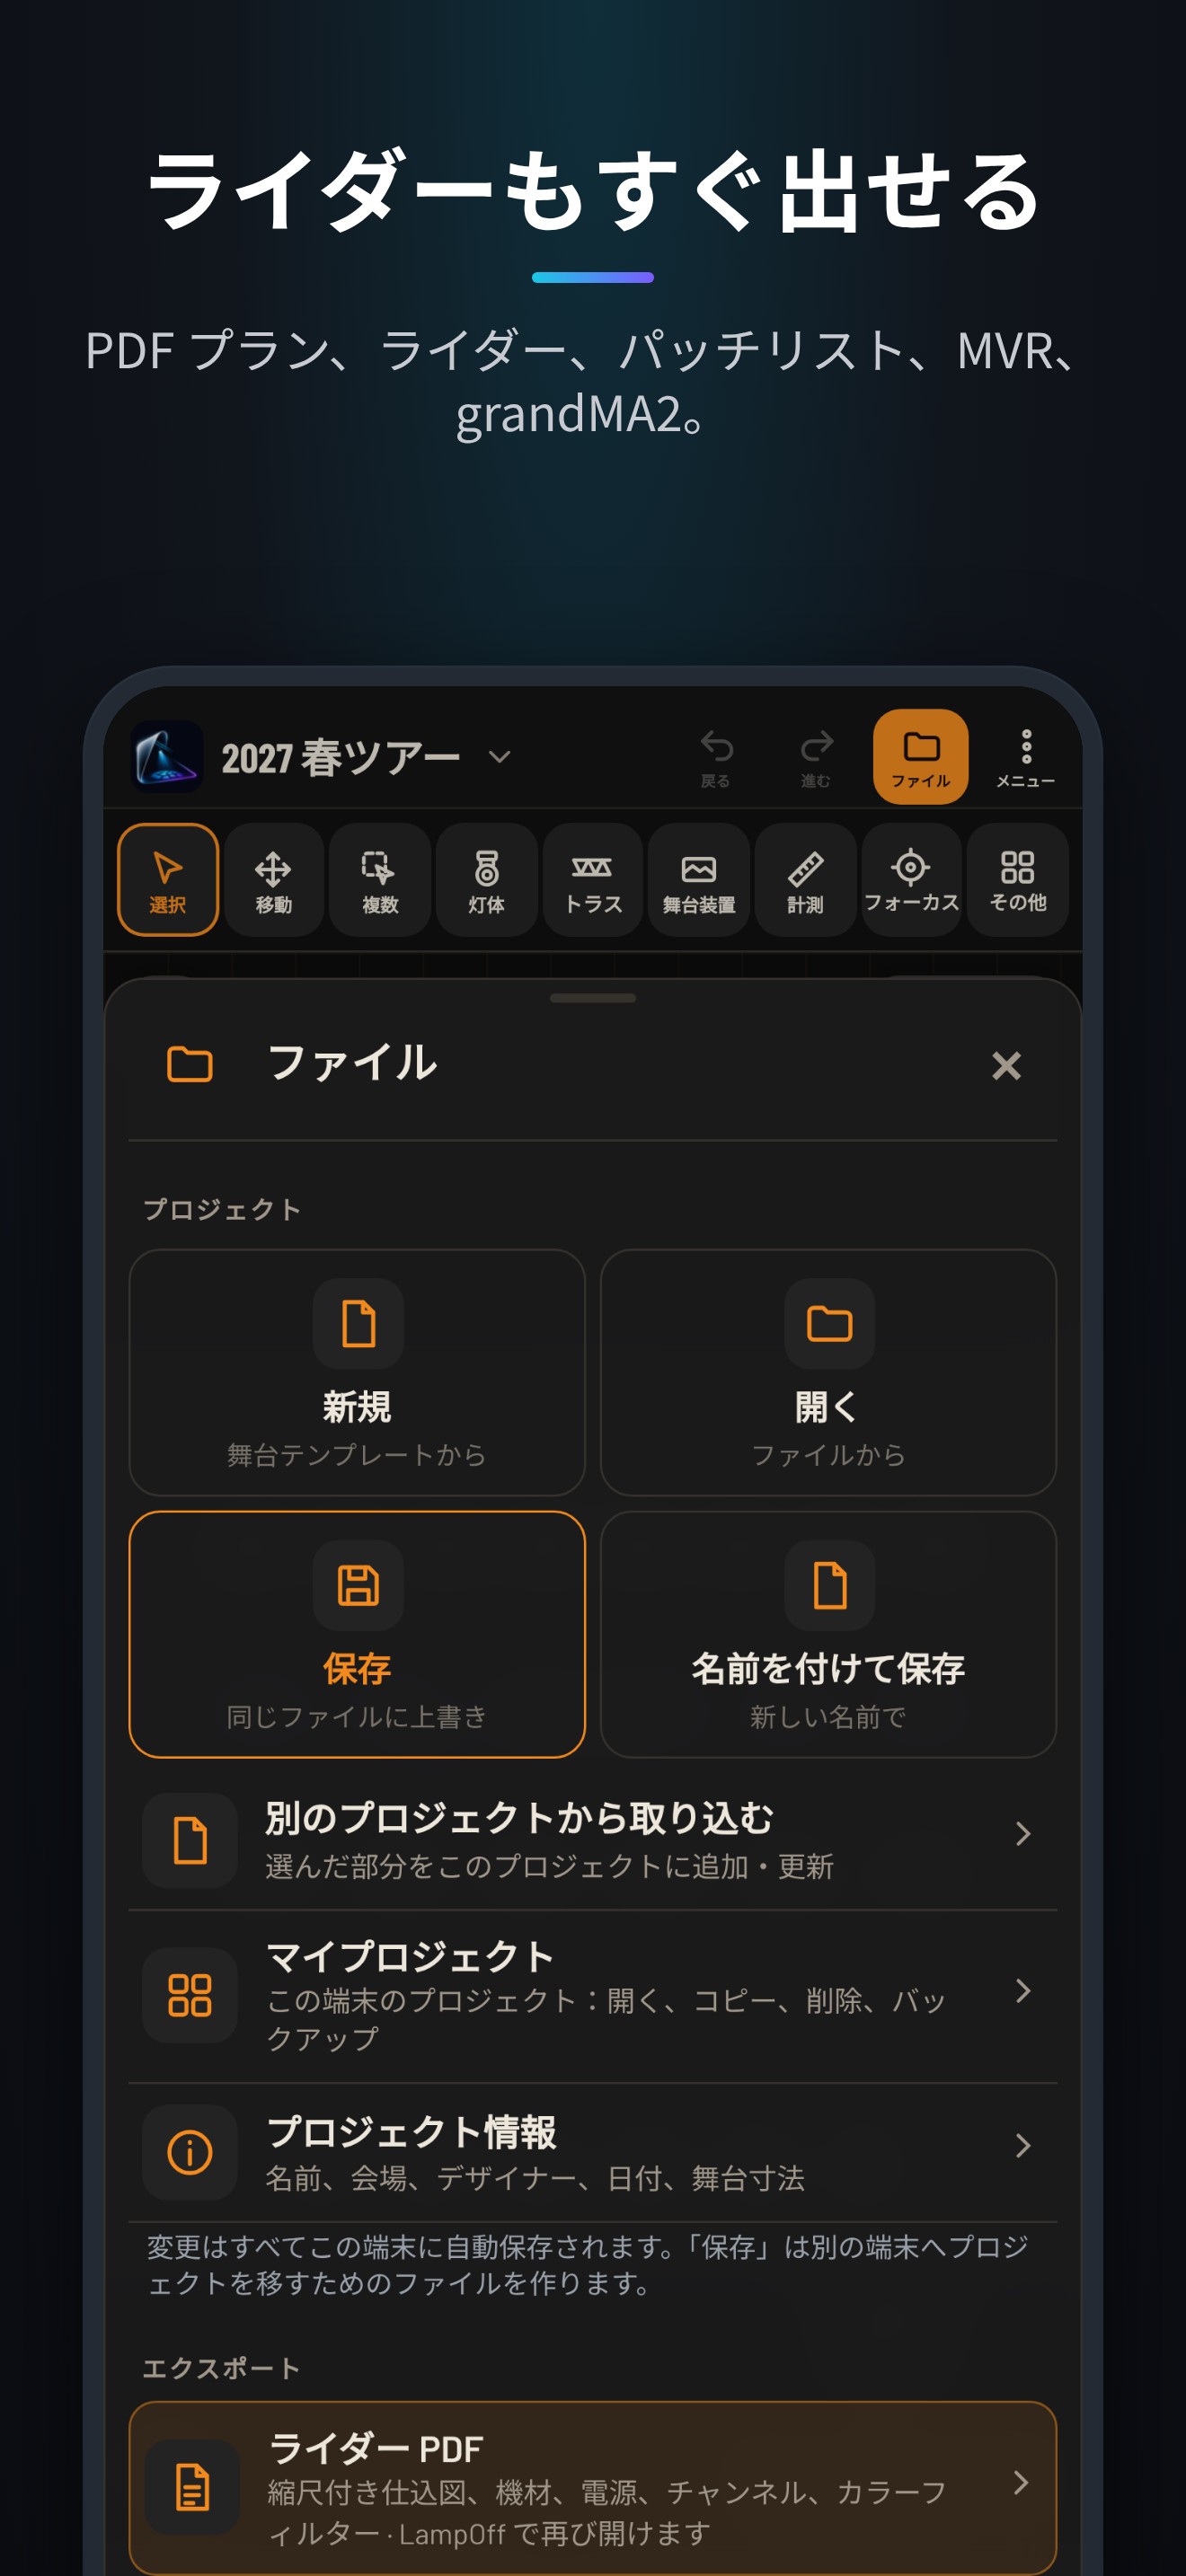 ライダーもすぐ出せる
PDF プラン、ライダー、パッチリスト、MVR、
grandMA2。
2027 春ツアー
戻る
進む
ファイル
メニュー
選択
移動
複数
灯体
トラス
舞台装置
計測
フォーカス
その他
ファイル
プロジェクト
新規
舞台テンプレートから
開く
ファイルから
保存
同じファイルに上書き
名前を付けて保存
新しい名前で
別のプロジェクトから取り込む
選んだ部分をこのプロジェクトに追加・更新
マイプロジェクト
この端末のプロジェクト：開く、コピー、削除、バッ
クアップ
プロジェクト情報
名前、会場、デザイナー、日付、舞台寸法
変更はすべてこの端末に自動保存されます。「保存」は別の端末へプロジ
ェクトを移すためのファイルを作ります。
エクスポート
ライダー PDF
縮尺付き仕込図、機材、電源、チャンネル、カラーフ
ィルター · LampOff で再び開けます